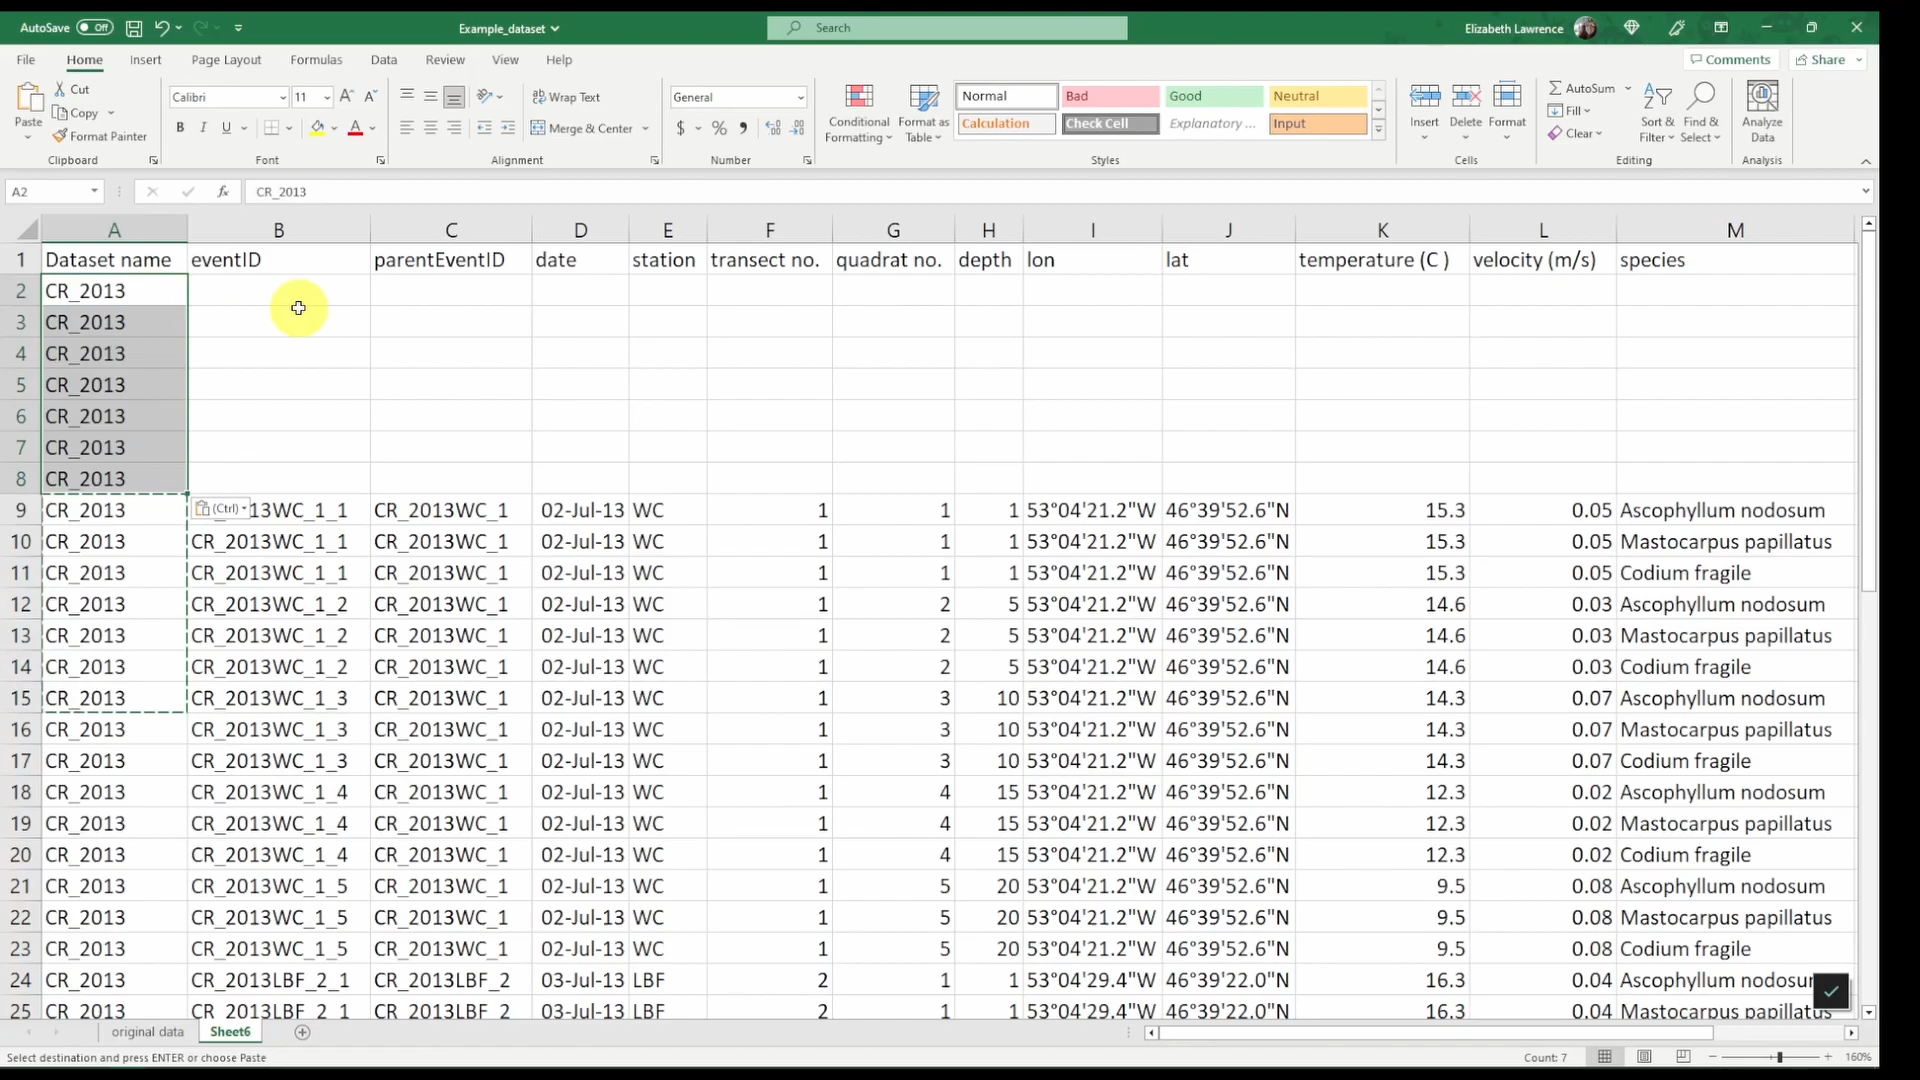 AutoSave Off Example_dataset Search Elizabeth Lawrence
File Home Insert Page Layout Formulas Data Review View Help Comments Share
Paste Cut Copy Format Painter Clipboard
Calibri 11 A A B I U A Font
Wrap Text Merge & Center Alignment
General $ % Number
Conditional Formatting Format as Table
Normal Bad Good Neutral
Calculation Check Cell Explanatory ... Input
Styles
Insert Delete Format Cells
AutoSum Fill Clear Sort & Filter Find & Select Editing
Analyze Data Analysis
A2 fx CR_2013
A B C D E F G H I J K L M
1 Dataset name eventID parentEventID date station transect no. quadrat no. depth lon lat temperature (C ) velocity (m/s) species
2 CR_2013
3 CR_2013
4 CR_2013
5 CR_2013
6 CR_2013
7 CR_2013
8 CR_2013
9 CR_2013 (Ctrl) 13WC_1_1 CR_2013WC_1 02-Jul-13 WC 1 1 1 53°04'21.2"W 46°39'52.6"N 15.3 0.05 Ascophyllum nodosum
10 CR_2013 CR_2013WC_1_1 CR_2013WC_1 02-Jul-13 WC 1 1 1 53°04'21.2"W 46°39'52.6"N 15.3 0.05 Mastocarpus papillatus
11 CR_2013 CR_2013WC_1_1 CR_2013WC_1 02-Jul-13 WC 1 1 1 53°04'21.2"W 46°39'52.6"N 15.3 0.05 Codium fragile
12 CR_2013 CR_2013WC_1_2 CR_2013WC_1 02-Jul-13 WC 1 2 5 53°04'21.2"W 46°39'52.6"N 14.6 0.03 Ascophyllum nodosum
13 CR_2013 CR_2013WC_1_2 CR_2013WC_1 02-Jul-13 WC 1 2 5 53°04'21.2"W 46°39'52.6"N 14.6 0.03 Mastocarpus papillatus
14 CR_2013 CR_2013WC_1_2 CR_2013WC_1 02-Jul-13 WC 1 2 5 53°04'21.2"W 46°39'52.6"N 14.6 0.03 Codium fragile
15 CR_2013 CR_2013WC_1_3 CR_2013WC_1 02-Jul-13 WC 1 3 10 53°04'21.2"W 46°39'52.6"N 14.3 0.07 Ascophyllum nodosum
16 CR_2013 CR_2013WC_1_3 CR_2013WC_1 02-Jul-13 WC 1 3 10 53°04'21.2"W 46°39'52.6"N 14.3 0.07 Mastocarpus papillatus
17 CR_2013 CR_2013WC_1_3 CR_2013WC_1 02-Jul-13 WC 1 3 10 53°04'21.2"W 46°39'52.6"N 14.3 0.07 Codium fragile
18 CR_2013 CR_2013WC_1_4 CR_2013WC_1 02-Jul-13 WC 1 4 15 53°04'21.2"W 46°39'52.6"N 12.3 0.02 Ascophyllum nodosum
19 CR_2013 CR_2013WC_1_4 CR_2013WC_1 02-Jul-13 WC 1 4 15 53°04'21.2"W 46°39'52.6"N 12.3 0.02 Mastocarpus papillatus
20 CR_2013 CR_2013WC_1_4 CR_2013WC_1 02-Jul-13 WC 1 4 15 53°04'21.2"W 46°39'52.6"N 12.3 0.02 Codium fragile
21 CR_2013 CR_2013WC_1_5 CR_2013WC_1 02-Jul-13 WC 1 5 20 53°04'21.2"W 46°39'52.6"N 9.5 0.08 Ascophyllum nodosum
22 CR_2013 CR_2013WC_1_5 CR_2013WC_1 02-Jul-13 WC 1 5 20 53°04'21.2"W 46°39'52.6"N 9.5 0.08 Mastocarpus papillatus
23 CR_2013 CR_2013WC_1_5 CR_2013WC_1 02-Jul-13 WC 1 5 20 53°04'21.2"W 46°39'52.6"N 9.5 0.08 Codium fragile
24 CR_2013 CR_2013LBF_2_1 CR_2013LBF_2 03-Jul-13 LBF 2 1 1 53°04'29.4"W 46°39'22.0"N 16.3 0.04 Ascophyllum nodosum
25 CR_2013 CR_2013LBF_2_1 CR_2013LBF_2 03-Jul-13 LBF 2 1 1 53°04'29.4"W 46°39'22.0"N 16.3 0.04 Mastocarpus papillatus
original data Sheet6
Select destination and press ENTER or choose Paste Count: 7 160%